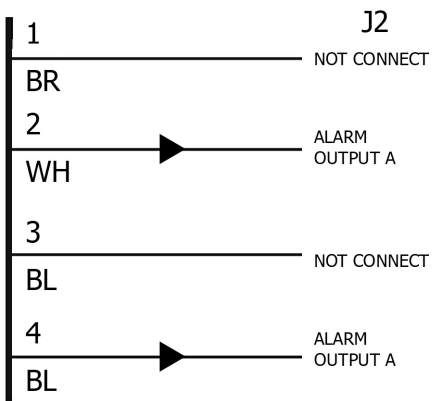 J2
1
NOT CONNECT
BR
2
ALARM
OUTPUT A
WH
3
NOT CONNECT
BL
4
ALARM
OUTPUT A
BL